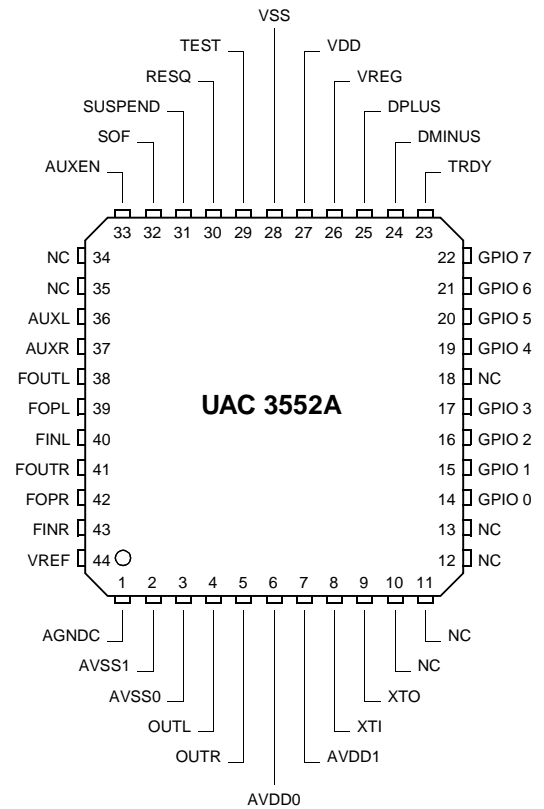 VSS
TEST VDD
RESQ VREG
SUSPEND DPLUS
SOF DMINUS
AUXEN TRDY
33 32 31 30 29 28 27 26 25 24 23
NC 34 22 GPIO 7
NC 35 21 GPIO 6
AUXL 36 20 GPIO 5
AUXR 37 19 GPIO 4
FOUTL 38 18 NC
FOPL 39 UAC 3552A 17 GPIO 3
FINL 40 16 GPIO 2
FOUTR 41 15 GPIO 1
FOPR 42 14 GPIO 0
FINR 43 13 NC
VREF 44 12 NC
1 2 3 4 5 6 7 8 9 10 11
AGNDC NC
AVSS1 NC
AVSS0 XTO
OUTL XTI
OUTR AVDD1
AVDD0